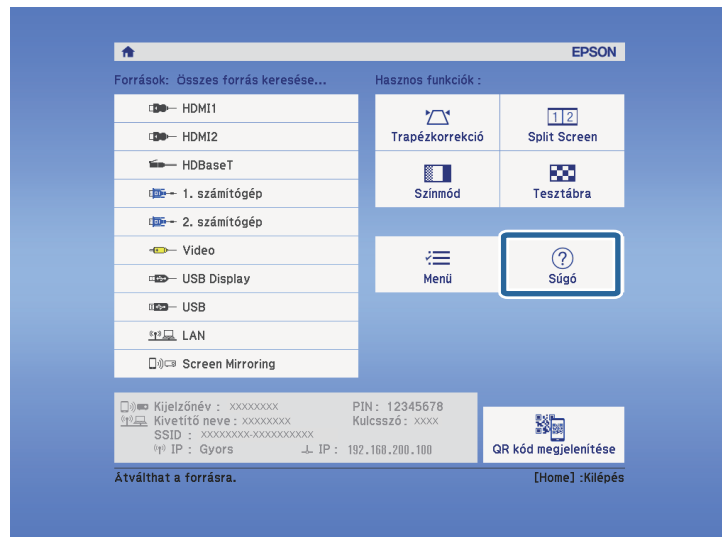 EPSON
Források: Összes forrás keresése...
HDMI1
HDMI2
HDBaseT
1. számítógép
2. számítógép
Video
USB Display
USB
LAN
Screen Mirroring
Hasznos funkciók :
Trapézkorrekció
1 2
Split Screen
Színmód
Tesztábra
Menü
?
Súgó
Kijelzőnév : xxxxxxxx PIN : 12345678
Kivetítő neve : xxxxxxxx Kulcsszó : xxxx
SSID : xxxxxxxx-xxxxxxxxxx
IP : Gyors IP : 192.168.200.100
QR kód megjelenítése
Átválthat a forrásra. [Home] :Kilépés